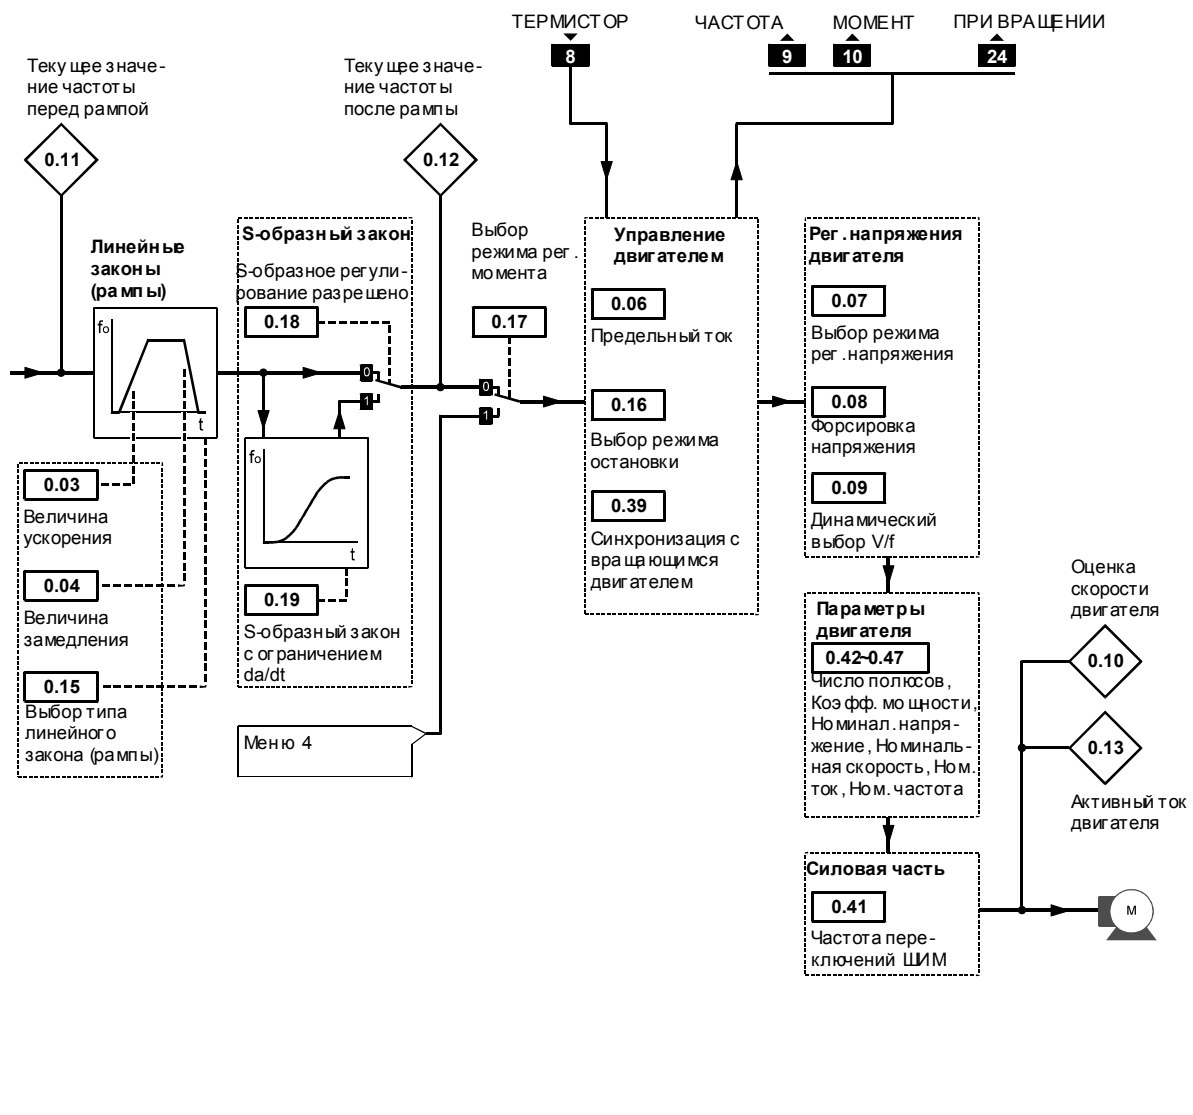 ТЕРМИСТОР
8
ЧАСТОТА
9
МОМЕНТ
10
ПРИ ВРАЩЕНИИ
24
Текущее значе-
ние частоты
перед рампой
0.11
Текущее значе-
ние частоты
после рампы
0.12
Линейные
законы
(рампы)
fo
t
0.03
Величина
ускорения
0.04
Величина
замедления
0.15
Выбор типа
линейного
закона (рампы)
S-образный закон
S-образное регули-
рование разрешено
0.18
0
1
fo
t
0.19
S-образный закон
с ограничением
da/dt
Меню 4
Выбор
режима рег.
момента
0.17
0
1
Управление
двигателем
0.06
Предельный ток
0.16
Выбор режима
остановки
0.39
Синхронизация с
вращающимся
двигателем
Рег. напряжения
двигателя
0.07
Выбор режима
рег. напряжения
0.08
Форсировка
напряжения
0.09
Динамический
выбор V/f
Параметры
двигателя
0.42~0.47
Число полюсов,
Коэфф. мощности,
Номинал. напря-
жение, Номиналь-
ная скорость, Ном.
ток, Ном. частота
Силовая часть
0.41
Частота пере-
ключений ШИМ
Оценка
скорости
двигателя
0.10
0.13
Активный ток
двигателя
M